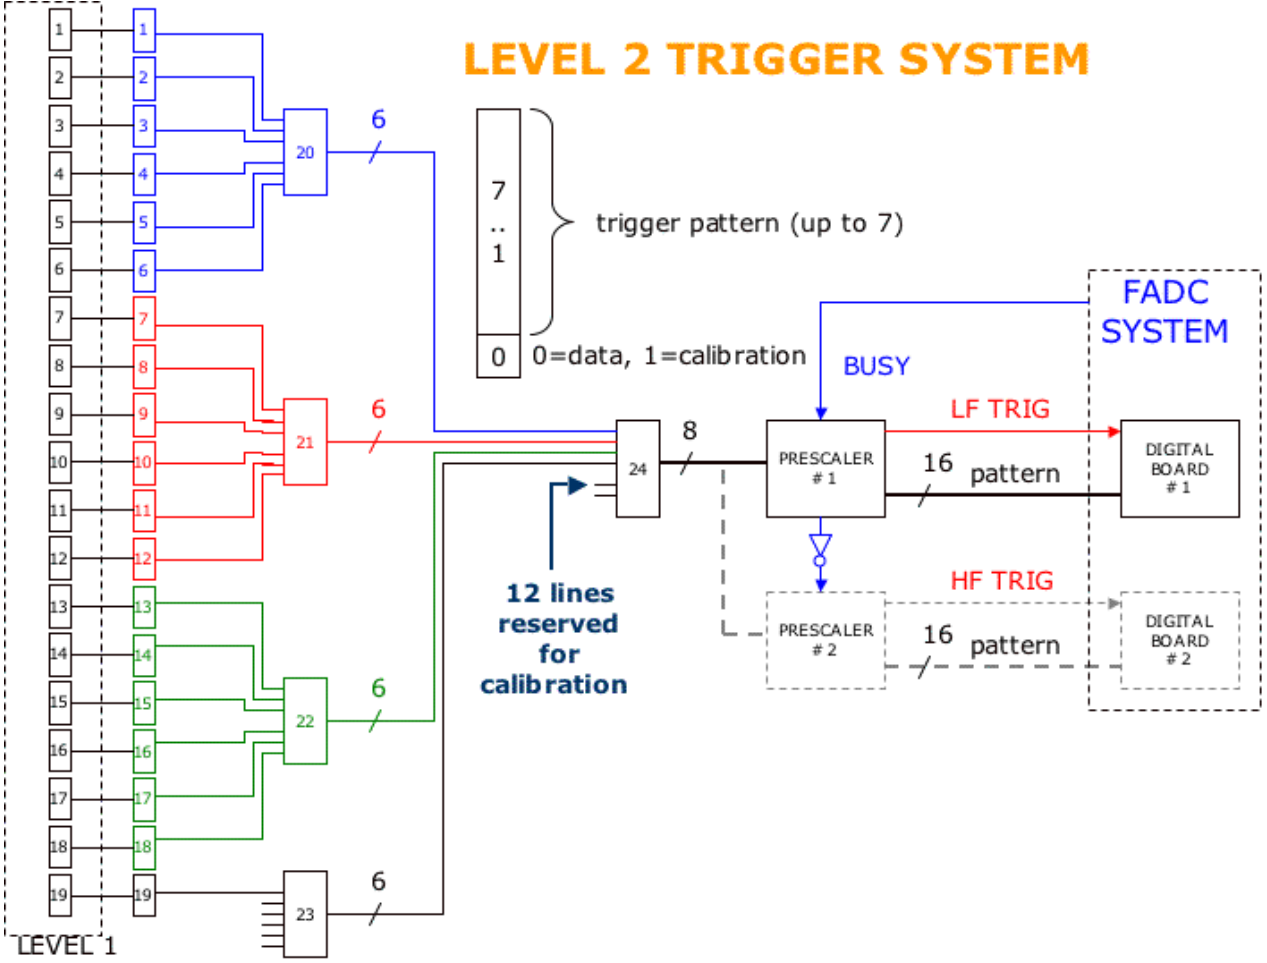 LEVEL 2 TRIGGER SYSTEM
1 1
2 2
3 3
4 4
5 5
6 6
7 7
8 8
9 9
10 10
11 11
12 12
13 13
14 14
15 15
16 16
17 17
18 18
19 19
LEVEL 1
20
6
21
6
22
6
23
6
7
..
1
trigger pattern (up to 7)
0
0=data, 1=calibration
24
8
12 lines
reserved
for
calibration
BUSY
PRESCALER
#1
PRESCALER
#2
LF TRIG
16 pattern
HF TRIG
16 pattern
FADC
SYSTEM
DIGITAL
BOARD
#1
DIGITAL
BOARD
#2